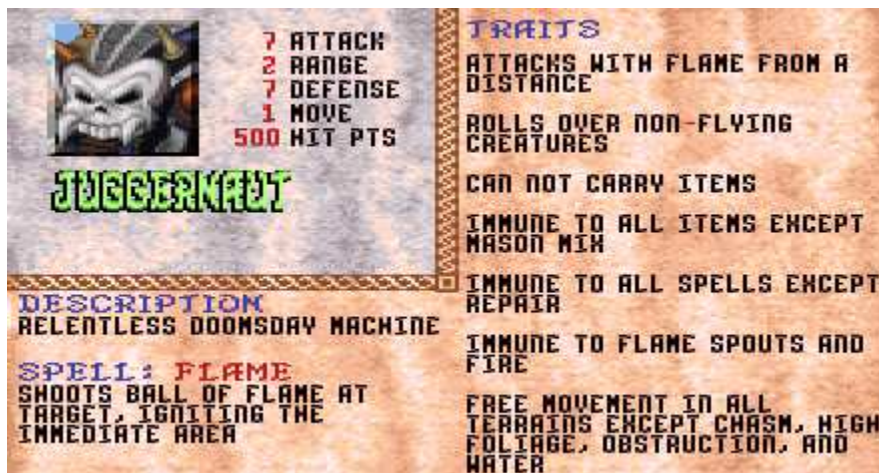 7 ATTACK
2 RANGE
7 DEFENSE
1 MOVE
500 HIT PTS
JUGGERNAUT
DESCRIPTION
RELENTLESS DOOMSDAY MACHINE
SPELL: FLAME
SHOOTS BALL OF FLAME AT
TARGET, IGNITING THE
IMMEDIATE AREA
TRAITS
ATTACKS WITH FLAME FROM A
DISTANCE
ROLLS OVER NON-FLYING
CREATURES
CAN NOT CARRY ITEMS
IMMUNE TO ALL ITEMS EXCEPT
MASON MIX
IMMUNE TO ALL SPELLS EXCEPT
REPAIR
IMMUNE TO FLAME SPOUTS AND
FIRE
FREE MOVEMENT IN ALL
TERRAINS EXCEPT CHASM, HIGH
FOLIAGE, OBSTRUCTION, AND
WATER